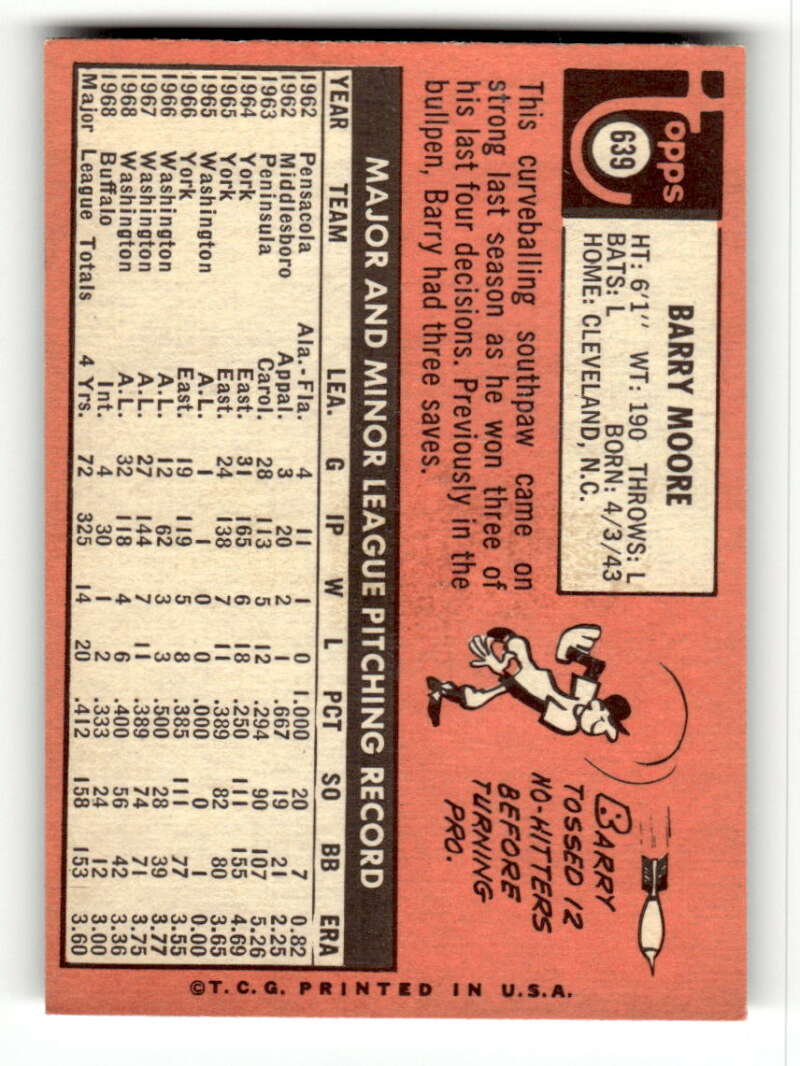 Topps
639
BARRY MOORE
HT: 6'1" WT: 190 THROWS: L
BATS: L BORN: 4/3/43
HOME: CLEVELAND, N.C.
This curveballing southpaw came on
strong last season as he won three of
his last four decisions. Previously in the
bullpen, Barry had three saves.
BARRY
TOSSED 12
NO-HITTERS
BEFORE
TURNING
PRO.
MAJOR AND MINOR LEAGUE PITCHING RECORD
YEAR TEAM LEA. G IP W L PCT SO BB ERA
1962 Pensacola Ala.-Fla. 4 11 1 0 1.000 20 7 0.82
1962 Middlesboro Appal. 3 20 2 1 .667 19 21 2.25
1963 Peninsula Carol. 28 113 5 12 .294 90 107 5.26
1964 York East. 31 165 6 18 .250 111 155 4.69
1965 York East. 24 138 7 11 .389 82 80 3.65
1965 Washington A.L. 1 1 0 0 .000 0 1 0.00
1966 York East. 19 119 5 8 .385 111 77 3.55
1966 Washington A.L. 12 62 3 3 .500 28 39 3.77
1967 Washington A.L. 27 144 7 11 .389 74 71 3.75
1968 Washington A.L. 32 118 4 6 .400 56 42 3.36
1968 Buffalo Int. 4 30 1 2 .333 24 12 3.00
Major League Totals 4 Yrs. 72 325 14 20 .412 158 153 3.60
©T.C.G. PRINTED IN U.S.A.